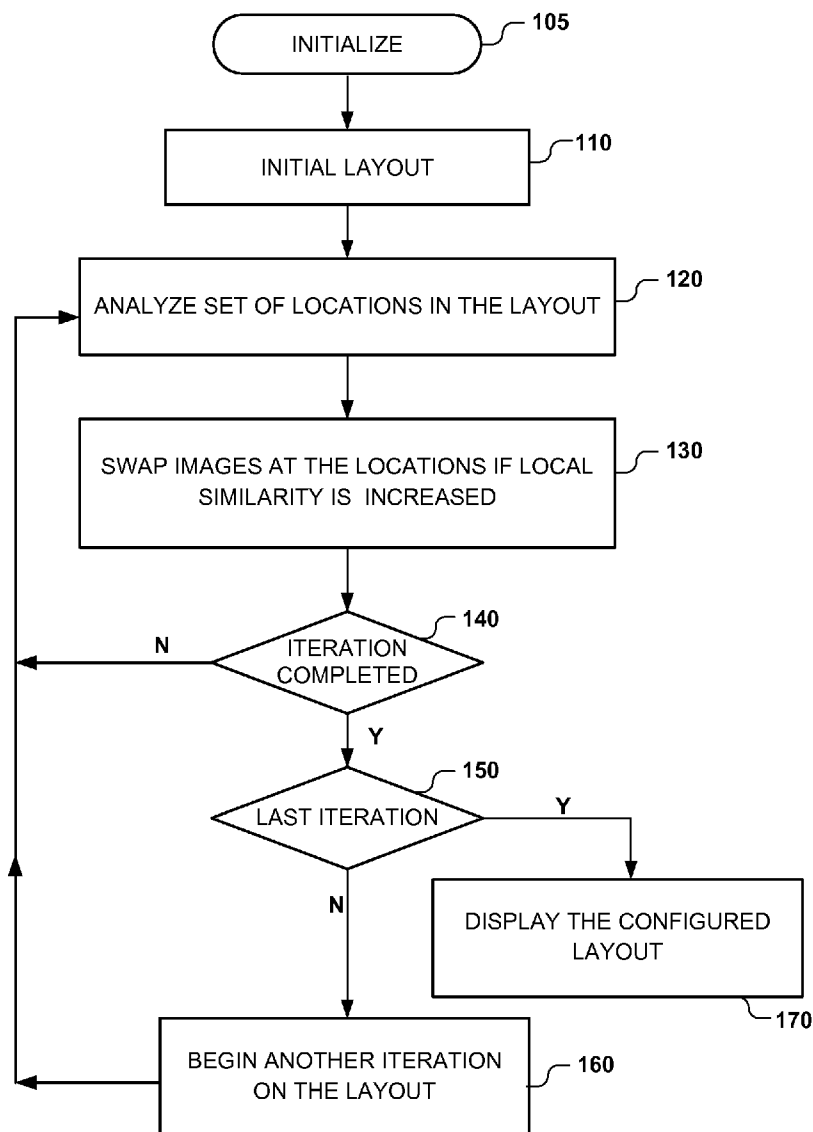 INITIALIZE
105
INITIAL LAYOUT
110
ANALYZE SET OF LOCATIONS IN THE LAYOUT
120
SWAP IMAGES AT THE LOCATIONS IF LOCAL
SIMILARITY IS INCREASED
130
ITERATION
COMPLETED
140
N
Y
LAST ITERATION
150
Y
N
DISPLAY THE CONFIGURED
LAYOUT
170
BEGIN ANOTHER ITERATION
ON THE LAYOUT
160